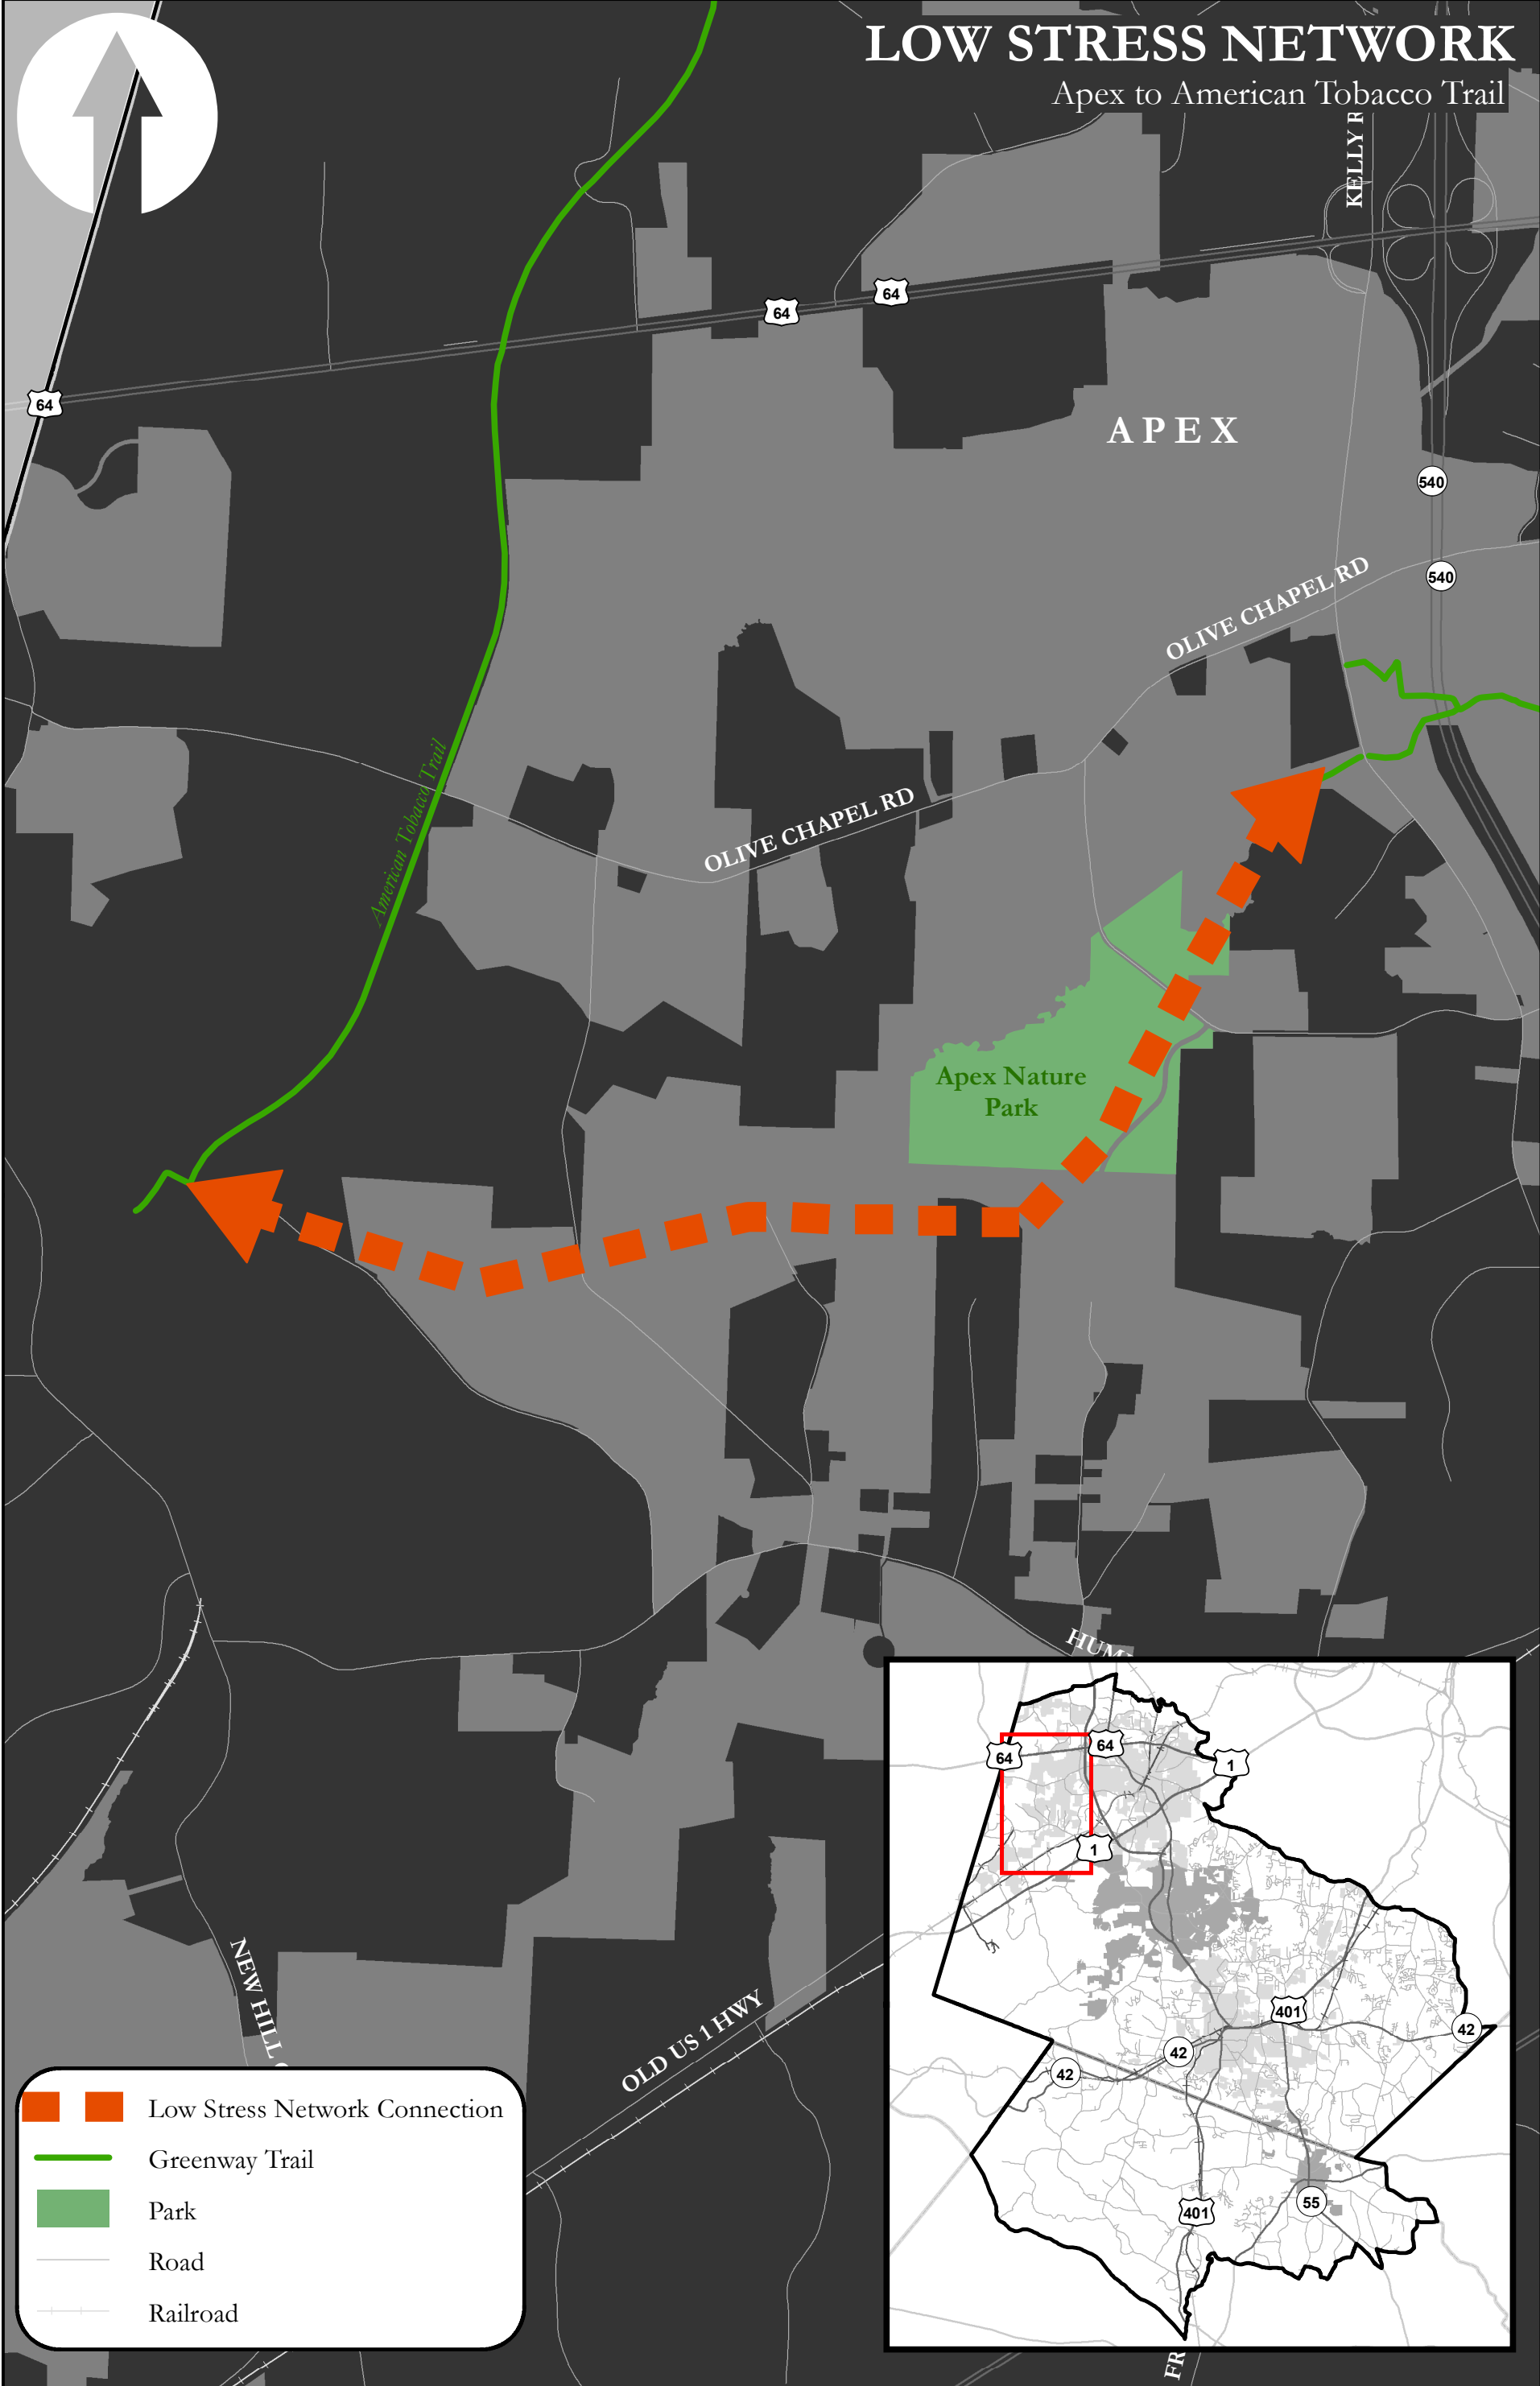 LOW STRESS NETWORK
Apex to American Tobacco Trail
KELLY R
64
64
64
APEX
540
540
OLIVE CHAPEL RD
OLIVE CHAPEL RD
American Tobacco Trail
Apex Nature
Park
HUM
NEW HILL
OLD US 1 HWY
FR
Low Stress Network Connection
Greenway Trail
Park
Road
Railroad
64
64
1
1
401
42
42
42
401
55